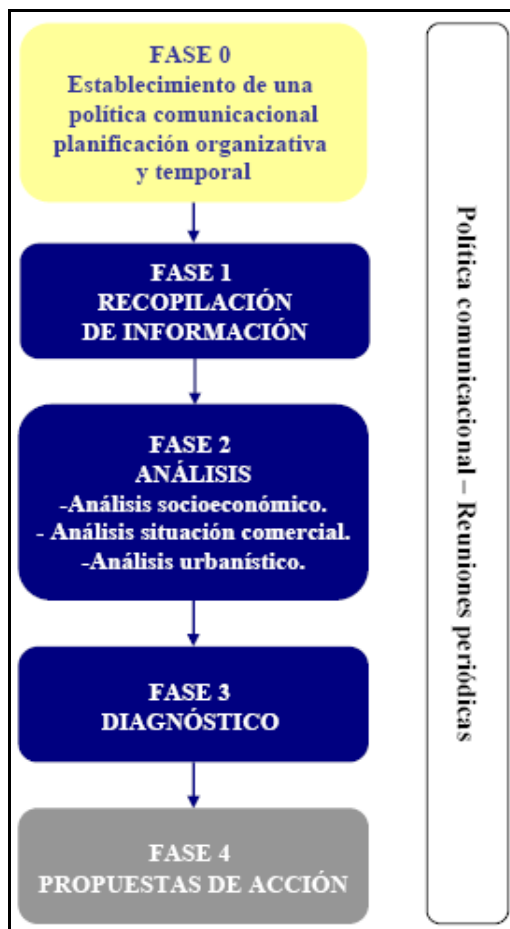 FASE 0
Establecimiento de una
política comunicacional
planificación organizativa
y temporal
FASE 1
RECOPILACIÓN
DE INFORMACIÓN
FASE 2
ANÁLISIS
-Análisis socioeconómico.
- Análisis situación comercial.
-Análisis urbanístico.
FASE 3
DIAGNÓSTICO
FASE 4
PROPUESTAS DE ACCIÓN
Política comunicacional – Reuniones periódicas